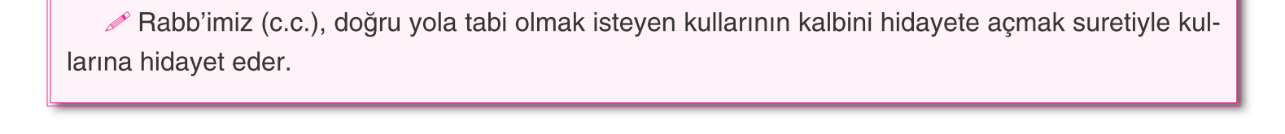 Rabb’imiz (c.c.), doğru yola tabi olmak isteyen kullarının kalbini hidayete açmak suretiyle kul-
larına hidayet eder.